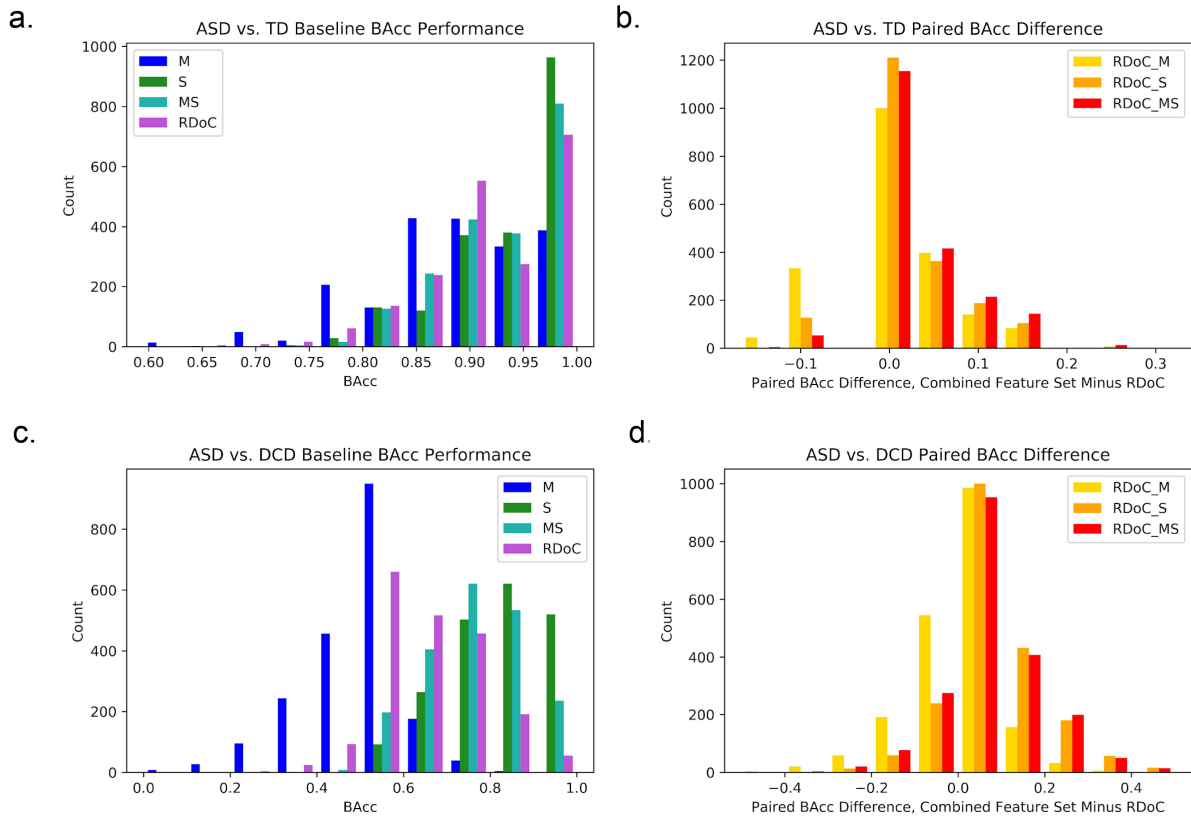 a.
ASD vs. TD Baseline BAcc Performance
M
S
MS
RDoC
Count
0
200
400
600
800
1000
0.60 0.65 0.70 0.75 0.80 0.85 0.90 0.95 1.00
BAcc
b.
ASD vs. TD Paired BAcc Difference
RDoC_M
RDoC_S
RDoC_MS
Count
0
200
400
600
800
1000
1200
−0.1 0.0 0.1 0.2 0.3
Paired BAcc Difference, Combined Feature Set Minus RDoC
c.
ASD vs. DCD Baseline BAcc Performance
M
S
MS
RDoC
Count
0
200
400
600
800
0.0 0.2 0.4 0.6 0.8 1.0
BAcc
d.
ASD vs. DCD Paired BAcc Difference
RDoC_M
RDoC_S
RDoC_MS
Count
0
200
400
600
800
1000
−0.4 −0.2 0.0 0.2 0.4
Paired BAcc Difference, Combined Feature Set Minus RDoC